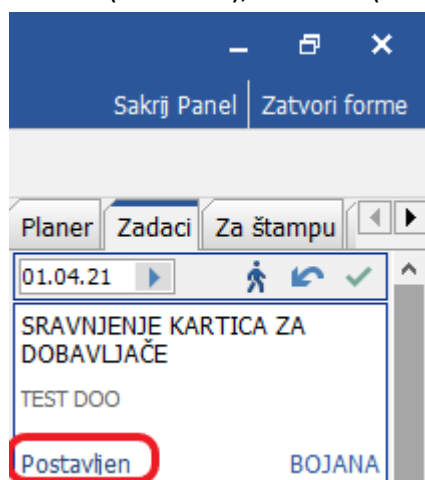 Sakrij Panel Zatvori forme
Planer Zadaci Za štampu
01.04.21
SRAVNJENJE KARTICA ZA
DOBAVLJAČE
TEST DOO
Postavljen BOJANA